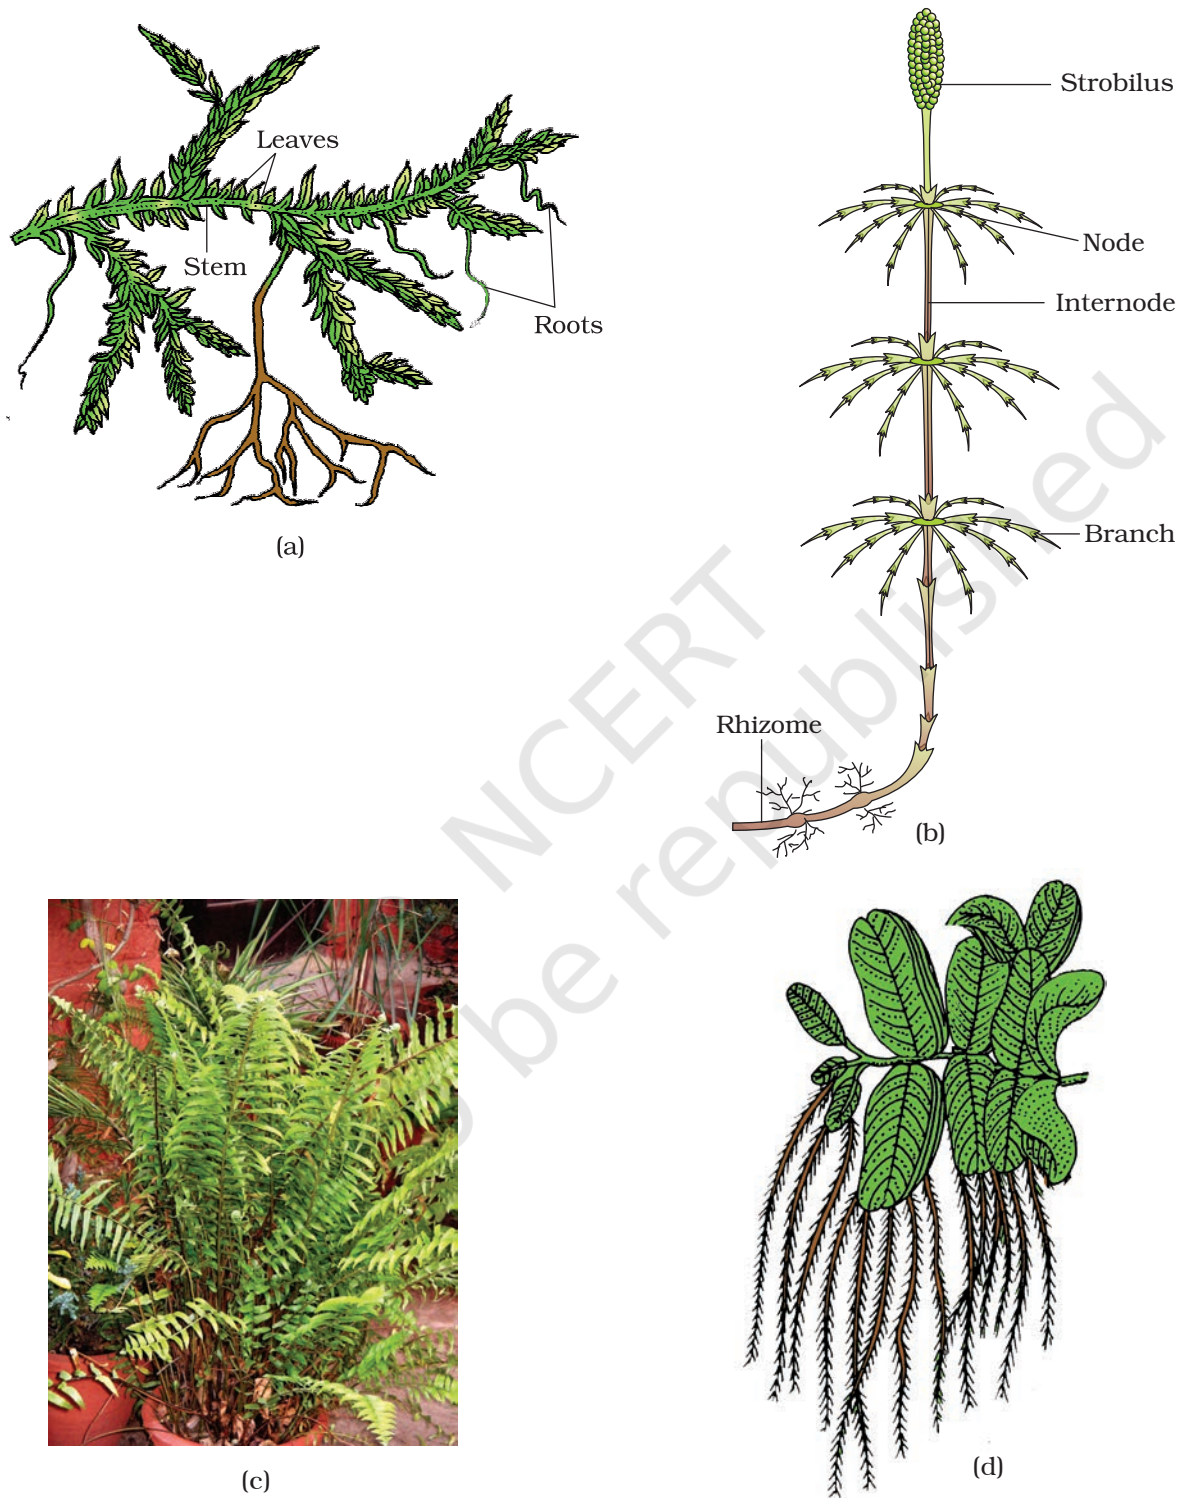 Strobilus
Leaves
Node
Stem
Internode
Roots
(a)
Branch
Rhizome
(b)
NCERT
be republished
(c)
(d)